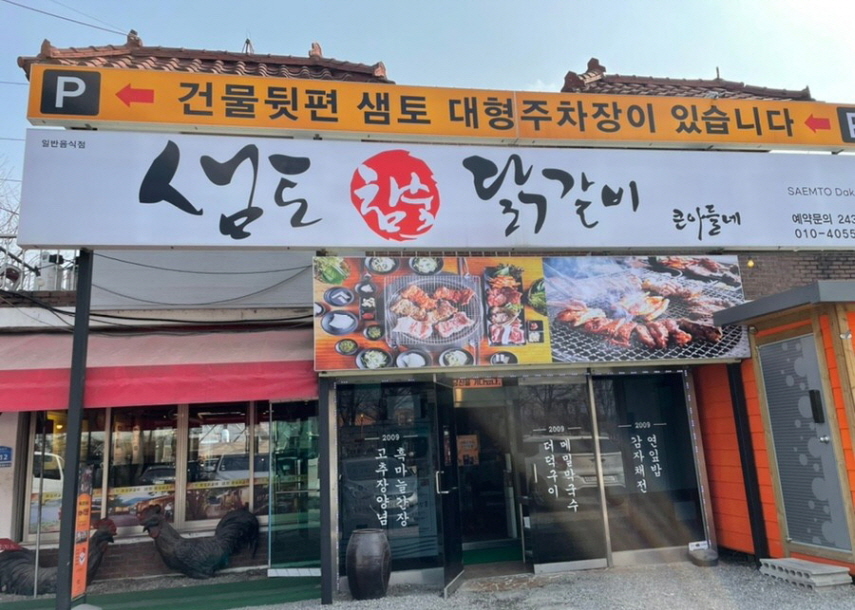 P 건물뒷편 샘토 대형주차장이 있습니다 P
일반음식점
샘토 참숯 닭갈비 큰아들네
SAEMTO Dak
예약문의 243
010-4055
2009
흑마늘간장
고추장양념
2009
메밀막국수
더덕구이
2009
연잎밥
감자채전